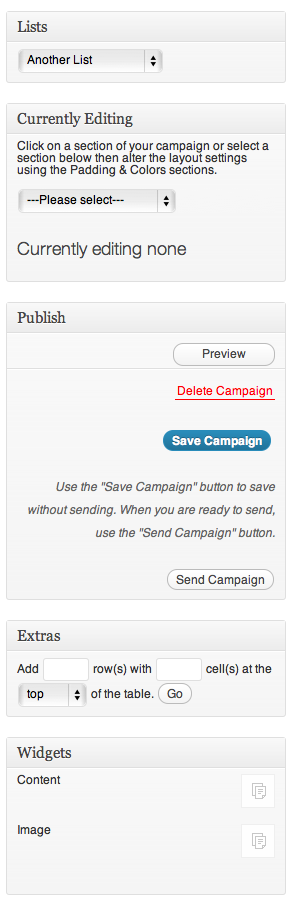 Lists
Another List
Currently Editing
Click on a section of your campaign or select a
section below then alter the layout settings
using the Padding & Colors sections.
---Please select---
Currently editing none
Publish
Preview
Delete Campaign
Save Campaign
Use the "Save Campaign" button to save
without sending. When you are ready to send,
use the "Send Campaign" button.
Send Campaign
Extras
Add row(s) with cell(s) at the
top of the table. Go
Widgets
Content
Image